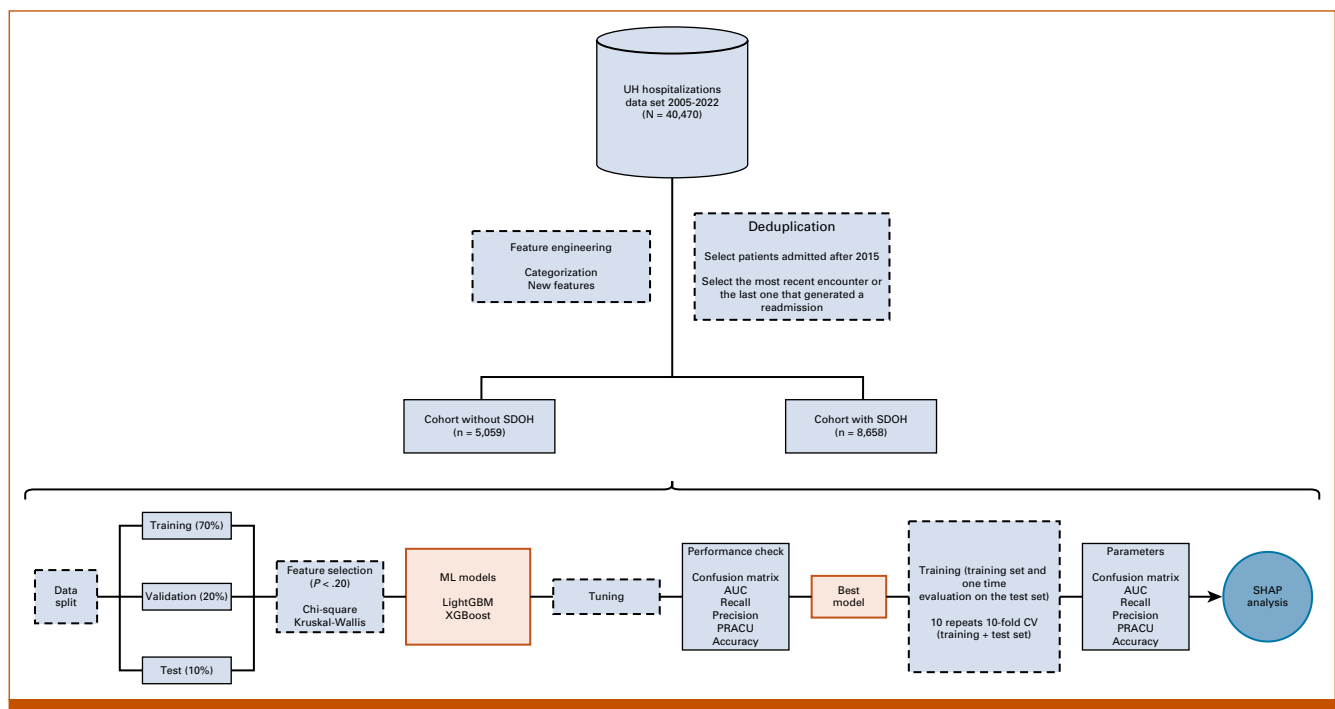 UH hospitalizations
data set 2005-2022
(N = 40,470)
Feature engineering
Categorization
New features
Deduplication
Select patients admitted after 2015
Select the most recent encounter or
the last one that generated a
readmission
Cohort without SDOH
(n = 5,059)
Cohort with SDOH
(n = 8,658)
Data
split
Training (70%)
Validation (20%)
Test (10%)
Feature selection
(P < .20)
Chi-square
Kruskal-Wallis
ML models
LightGBM
XGBoost
Tuning
Performance check
Confusion matrix
AUC
Recall
Precision
PRACU
Accuracy
Best
model
Training (training set and
one time
evaluation on the test set)
10 repeats 10-fold CV
(training + test set)
Parameters
Confusion matrix
AUC
Recall
Precision
PRACU
Accuracy
SHAP
analysis